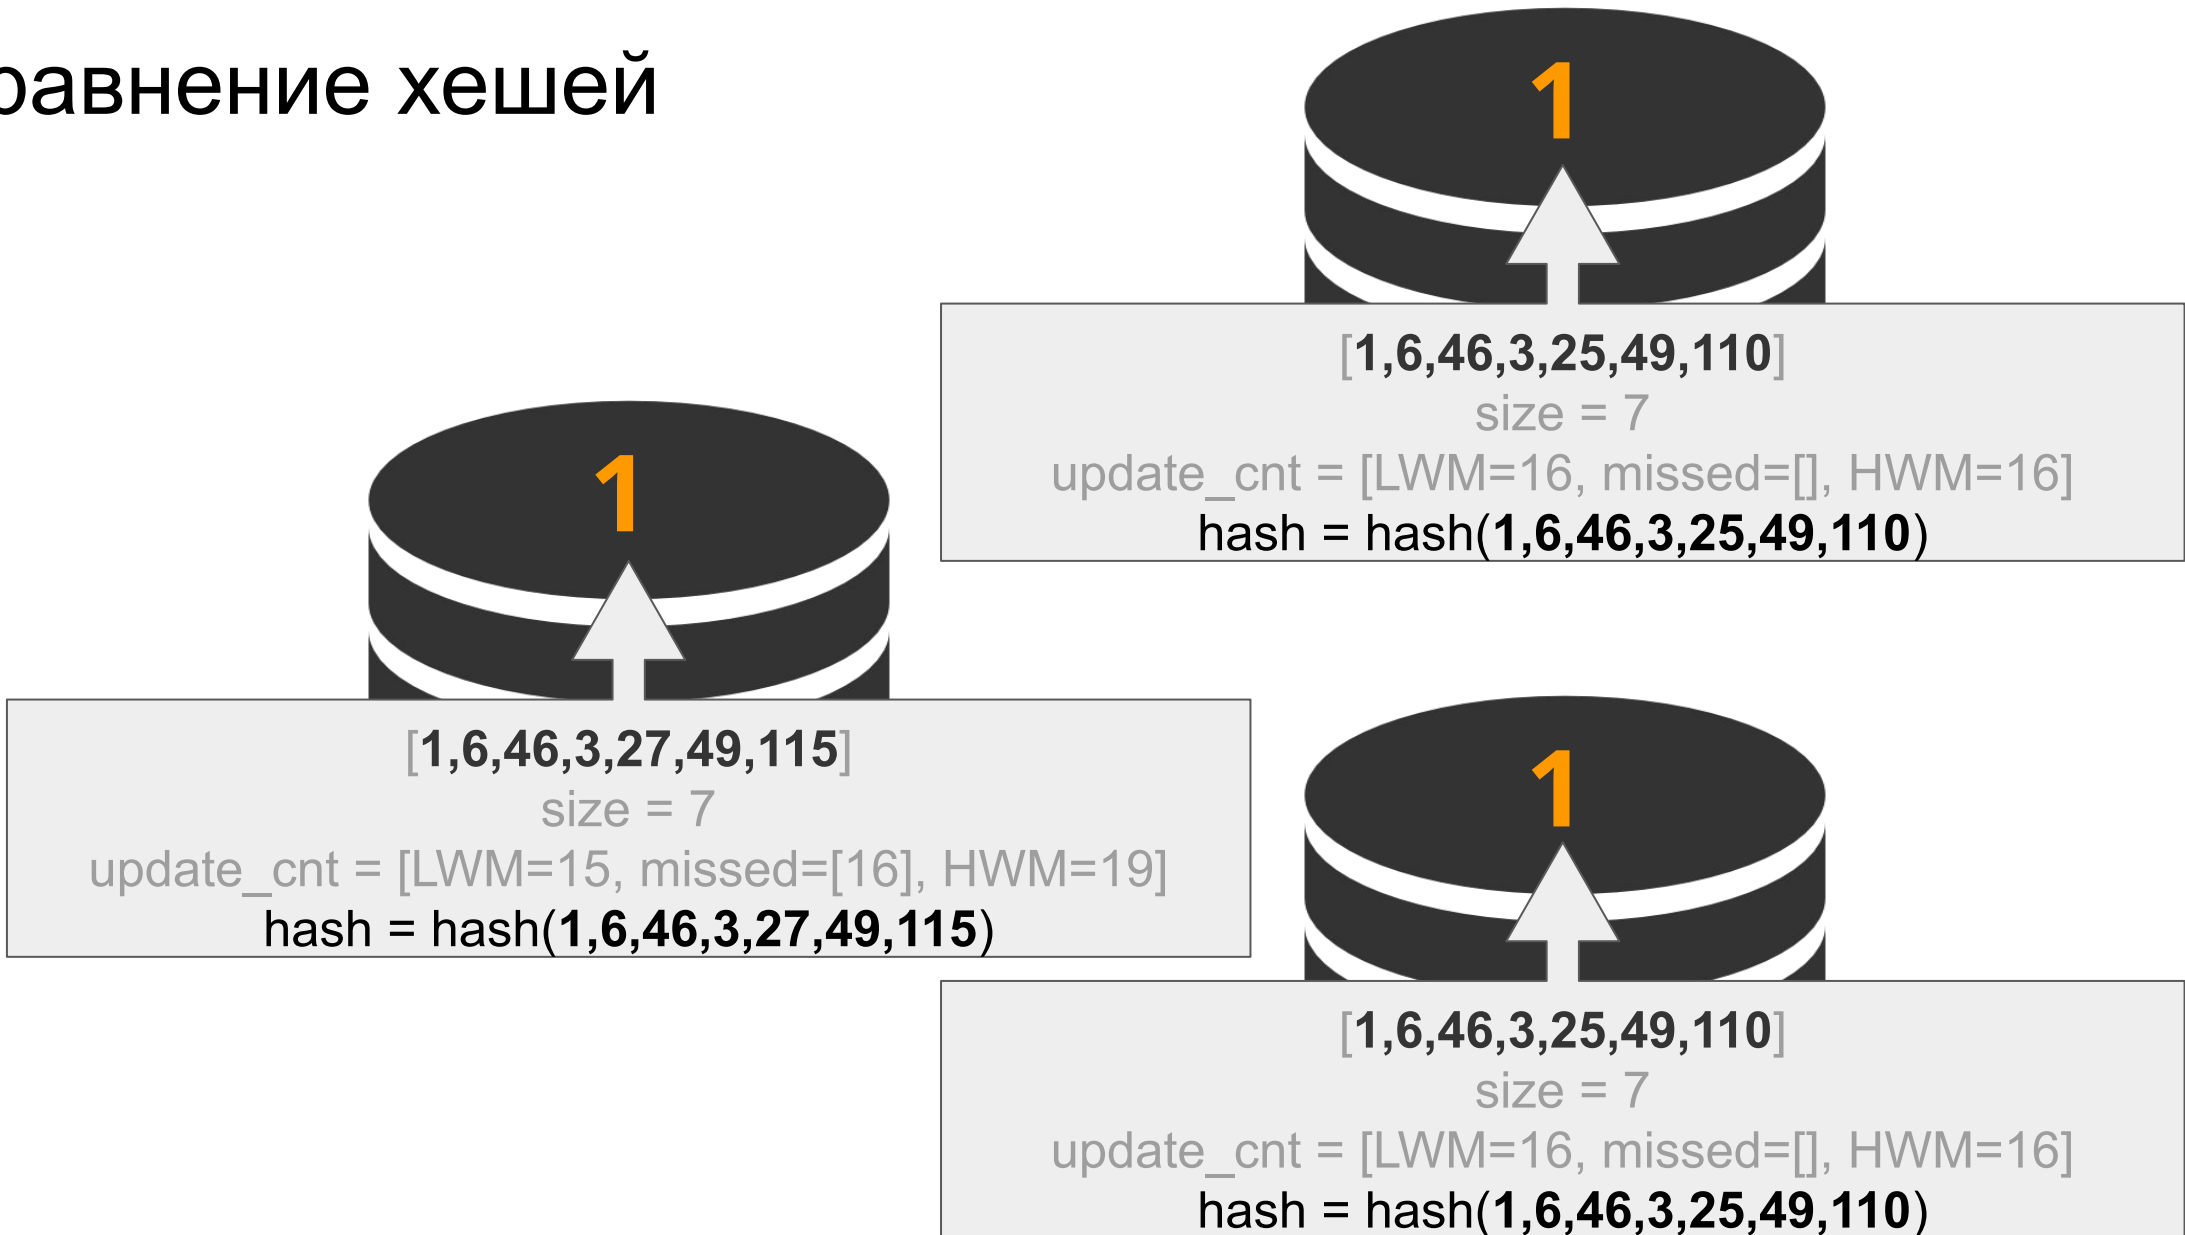 равнение хешей
1
[1,6,46,3,25,49,110]
size = 7
update_cnt = [LWM=16, missed=[], HWM=16]
hash = hash(1,6,46,3,25,49,110)
1
[1,6,46,3,27,49,115]
size = 7
update_cnt = [LWM=15, missed=[16], HWM=19]
hash = hash(1,6,46,3,27,49,115)
1
[1,6,46,3,25,49,110]
size = 7
update_cnt = [LWM=16, missed=[], HWM=16]
hash = hash(1,6,46,3,25,49,110)